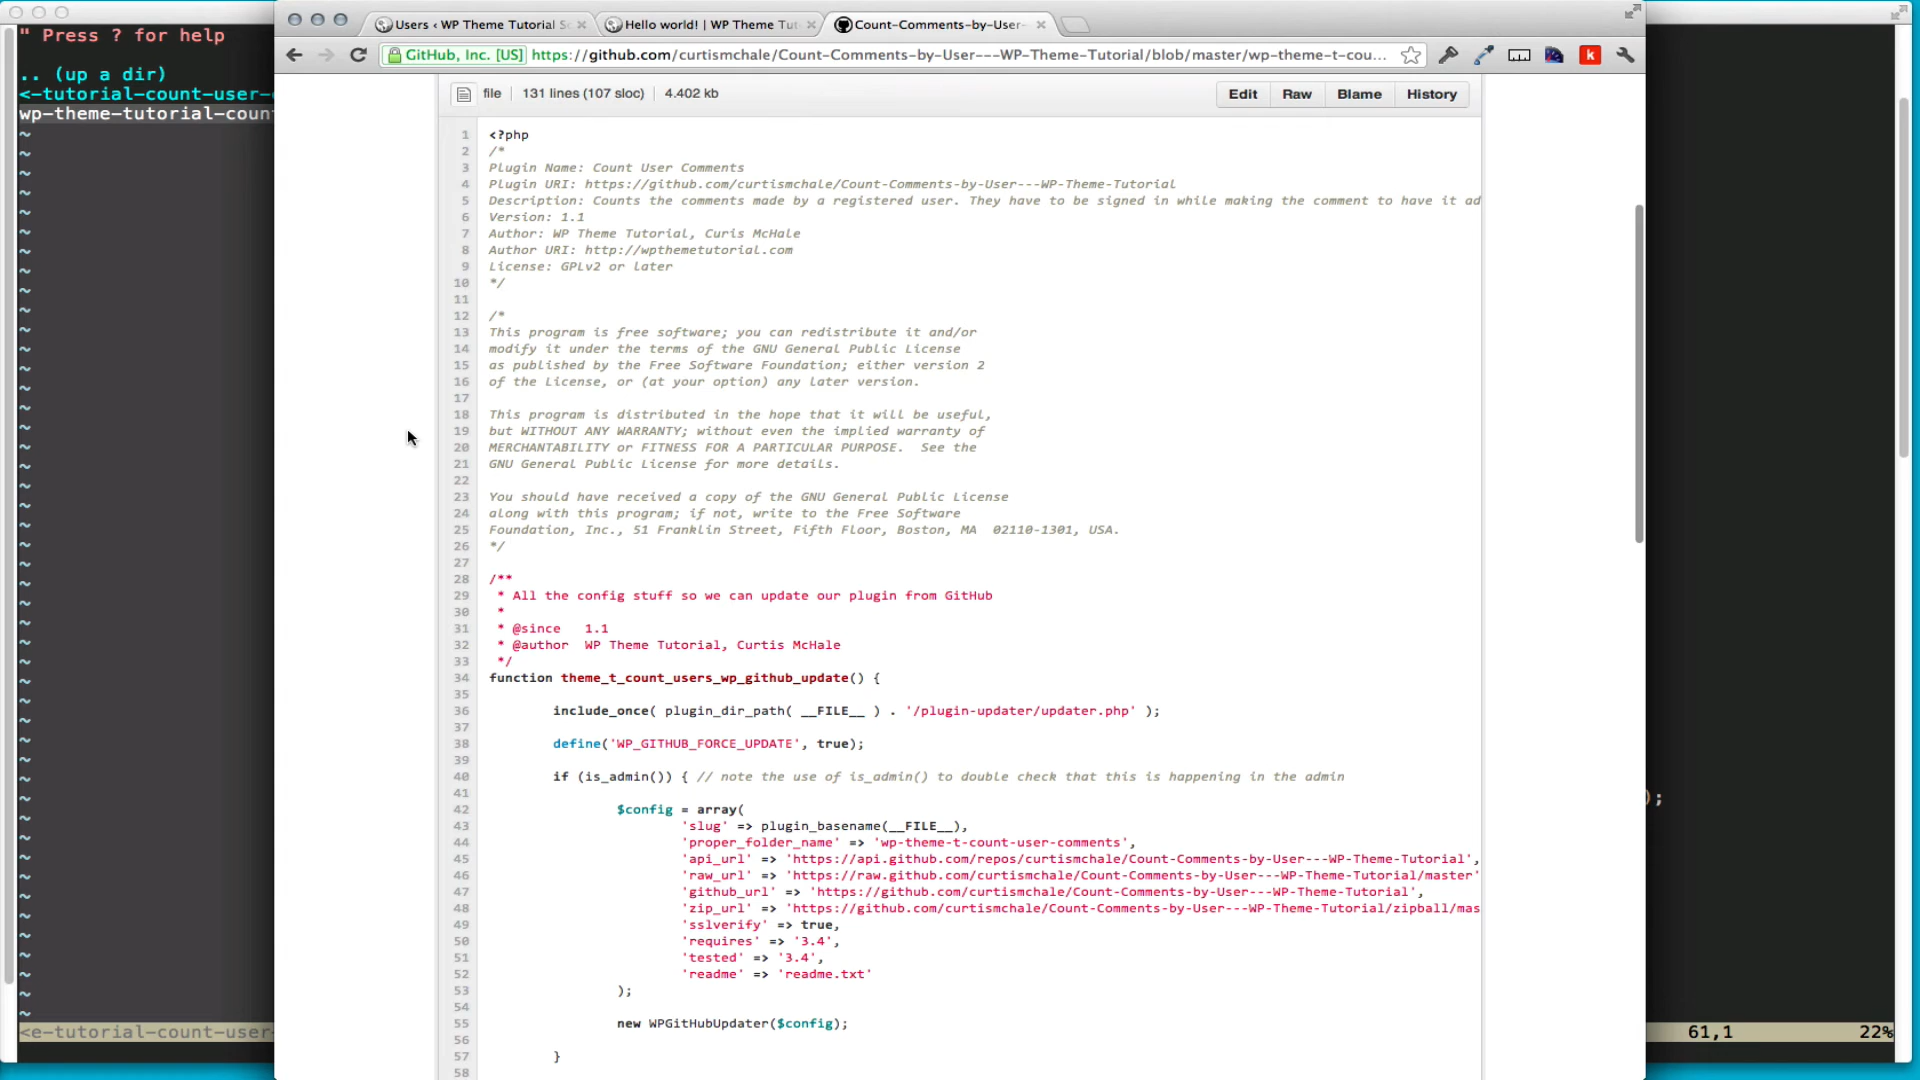 " Press ? for help
.. (up a dir)
<-tutorial-count-user-
wp-theme-tutorial-coun
~
<e-tutorial-count-user-
Users ‹ WP Theme Tutorial S
Hello world! | WP Theme Tut
Count-Comments-by-User-
GitHub, Inc. [US]
https://github.com/curtismchale/Count-Comments-by-User---WP-Theme-Tutorial/blob/master/wp-theme-t-cou...
k
file
131 lines (107 sloc)
4.402 kb
Edit
Raw
Blame
History
1 <?php
2 /*
3 Plugin Name: Count User Comments
4 Plugin URI: https://github.com/curtismchale/Count-Comments-by-User---WP-Theme-Tutorial
5 Description: Counts the comments made by a registered user. They have to be signed in while making the comment to have it ad
6 Version: 1.1
7 Author: WP Theme Tutorial, Curis McHale
8 Author URI: http://wpthemetutorial.com
9 License: GPLv2 or later
10 */
11
12 /*
13 This program is free software; you can redistribute it and/or
14 modify it under the terms of the GNU General Public License
15 as published by the Free Software Foundation; either version 2
16 of the License, or (at your option) any later version.
17
18 This program is distributed in the hope that it will be useful,
19 but WITHOUT ANY WARRANTY; without even the implied warranty of
20 MERCHANTABILITY or FITNESS FOR A PARTICULAR PURPOSE.  See the
21 GNU General Public License for more details.
22
23 You should have received a copy of the GNU General Public License
24 along with this program; if not, write to the Free Software
25 Foundation, Inc., 51 Franklin Street, Fifth Floor, Boston, MA  02110-1301, USA.
26 */
27
28 /**
29 * All the config stuff so we can update our plugin from GitHub
30 *
31 * @since   1.1
32 * @author  WP Theme Tutorial, Curtis McHale
33 */
34 function theme_t_count_users_wp_github_update() {
35
36 include_once( plugin_dir_path( __FILE__ ) . '/plugin-updater/updater.php' );
37
38 define('WP_GITHUB_FORCE_UPDATE', true);
39
40 if (is_admin()) { // note the use of is_admin() to double check that this is happening in the admin
41
42 $config = array(
43 'slug' => plugin_basename(__FILE__),
44 'proper_folder_name' => 'wp-theme-t-count-user-comments',
45 'api_url' => 'https://api.github.com/repos/curtismchale/Count-Comments-by-User---WP-Theme-Tutorial',
46 'raw_url' => 'https://raw.github.com/curtismchale/Count-Comments-by-User---WP-Theme-Tutorial/master'
47 'github_url' => 'https://github.com/curtismchale/Count-Comments-by-User---WP-Theme-Tutorial',
48 'zip_url' => 'https://github.com/curtismchale/Count-Comments-by-User---WP-Theme-Tutorial/zipball/mas
49 'sslverify' => true,
50 'requires' => '3.4',
51 'tested' => '3.4',
52 'readme' => 'readme.txt'
53 );
54
55 new WPGitHubUpdater($config);
56
57 }
58
);
61,1
22%